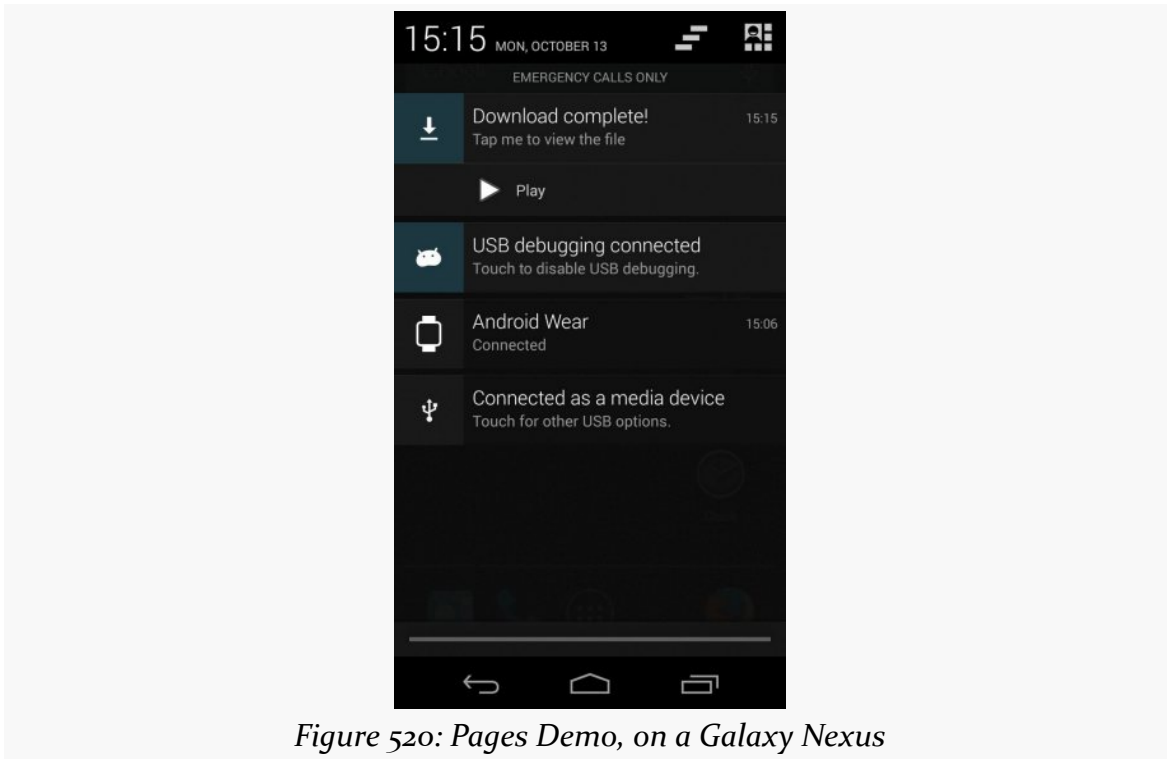 15:15 MON, OCTOBER 13
EMERGENCY CALLS ONLY
Download complete! 15:15
Tap me to view the file
Play
USB debugging connected
Touch to disable USB debugging.
Android Wear 15:06
Connected
Connected as a media device
Touch for other USB options.
Figure 520: Pages Demo, on a Galaxy Nexus